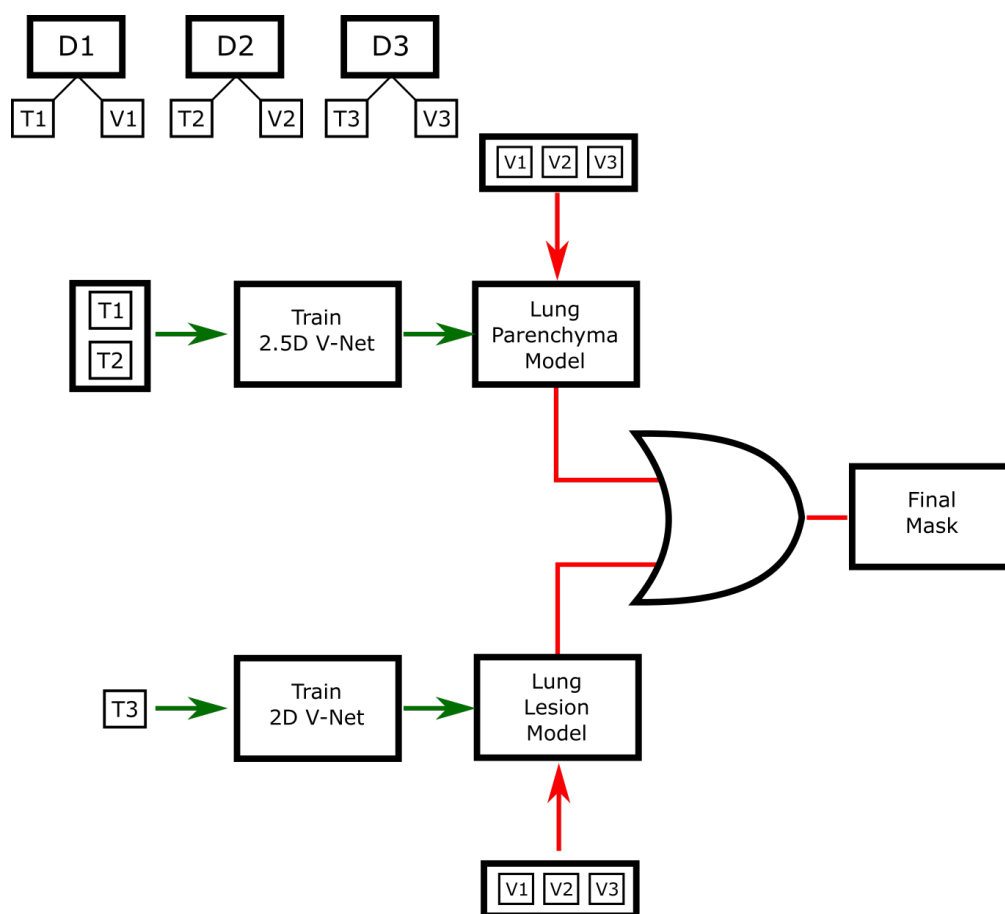 D1
D2
D3
T1
V1
T2
V2
T3
V3
V1 V2 V3
T1
T2
Train
2.5D V-Net
Lung
Parenchyma
Model
Final
Mask
T3
Train
2D V-Net
Lung
Lesion
Model
V1 V2 V3